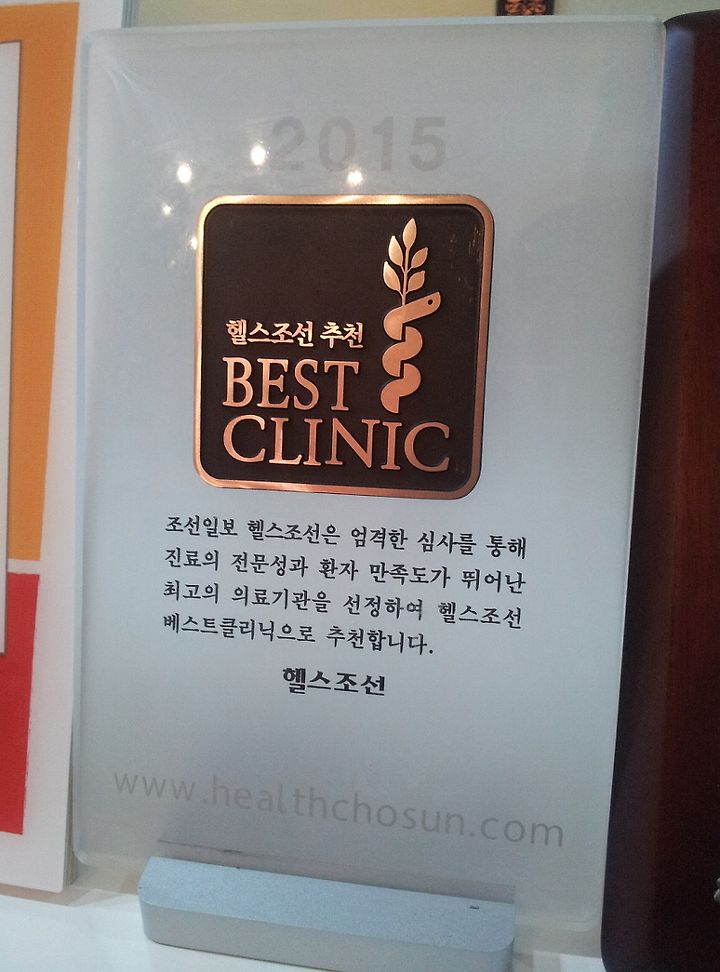 2015
헬스조선 추천
BEST
CLINIC
조선일보 헬스조선은 엄격한 심사를 통해
진료의 전문성과 환자 만족도가 뛰어난
최고의 의료기관을 선정하여 헬스조선
베스트클리닉으로 추천합니다.
헬스조선
www.healthchosun.com